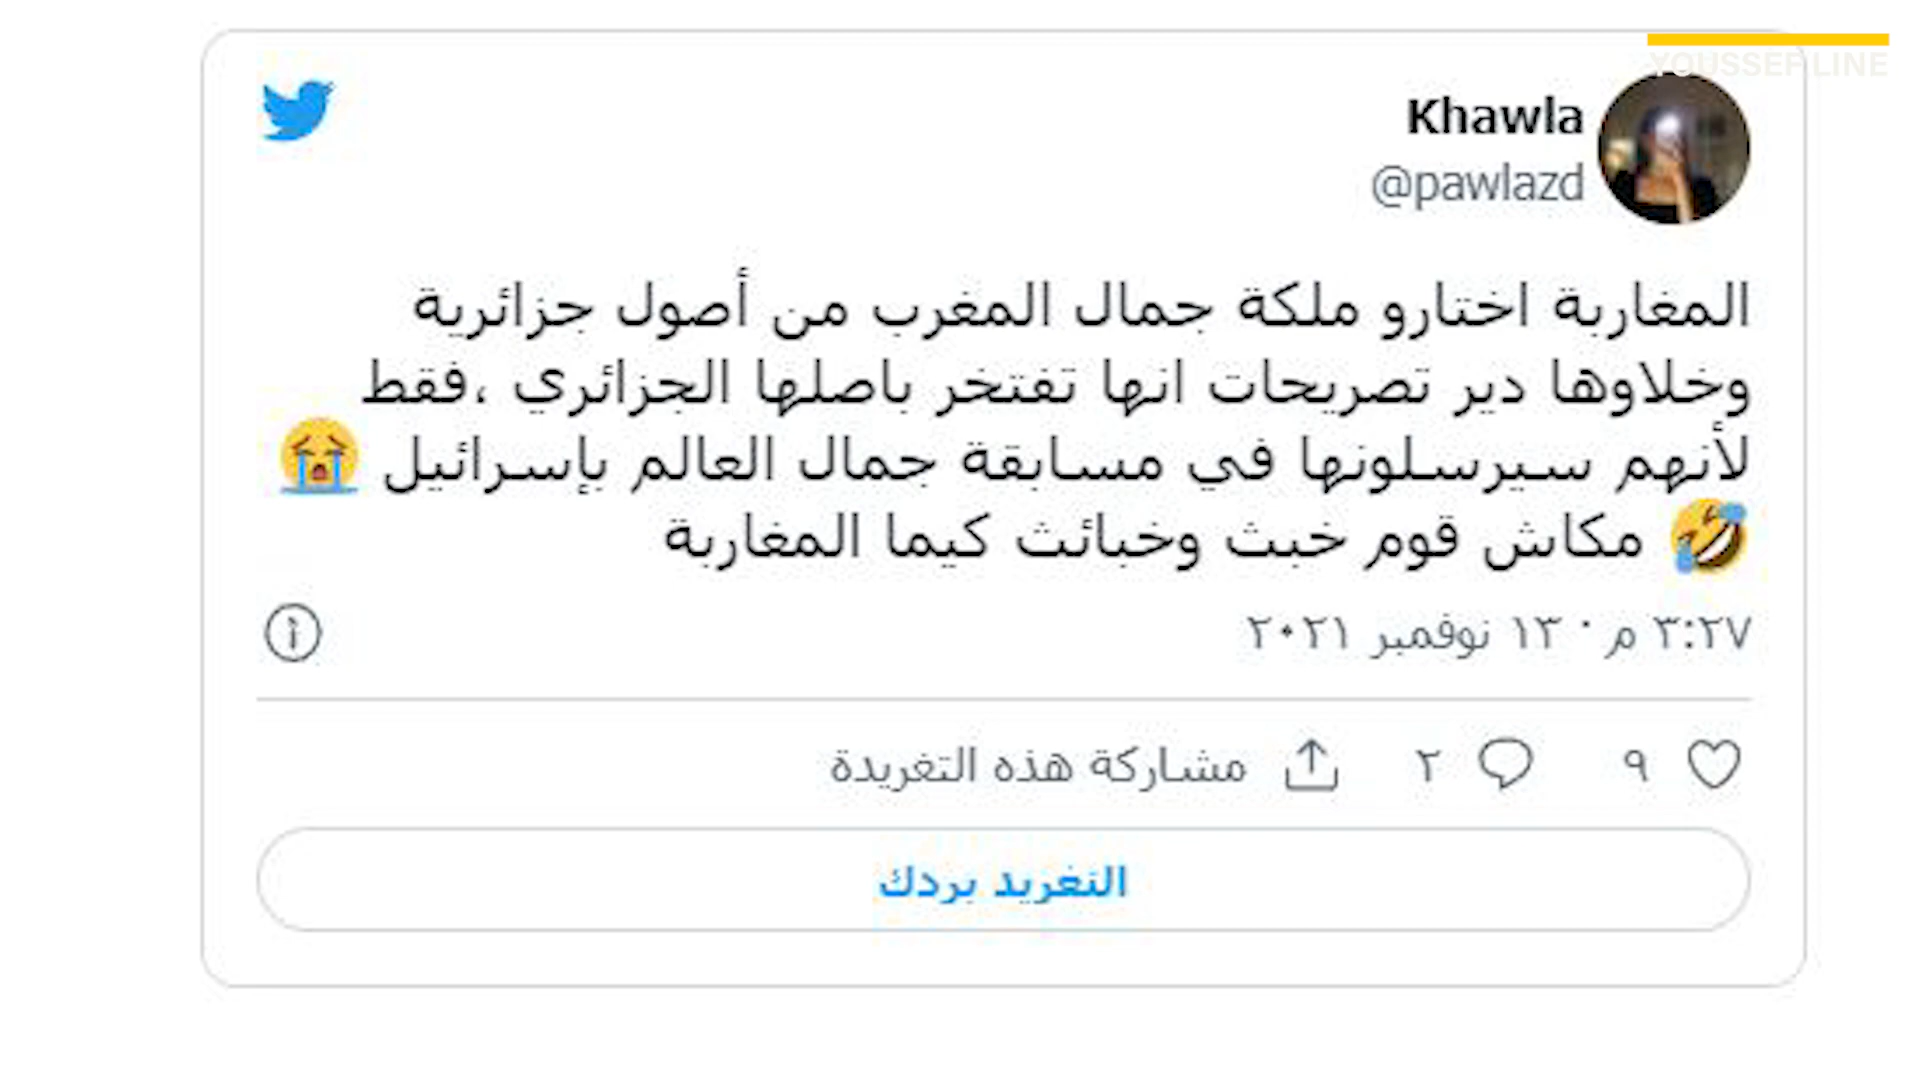 YOUSSEF LINE
Khawla
@pawlazd
المغاربة اختارو ملكة جمال المغرب من أصول جزائرية
وخلاوها دير تصريحات انها تفتخر باصلها الجزائري ،فقط
لأنهم سيرسلونها في مسابقة جمال العالم بإسرائيل 😭
🤣 مكاش قوم خبث وخبائث كيما المغاربة
٣:٢٧ م · ١٣ نوفمبر ٢٠٢١
٩ ٢ مشاركة هذه التغريدة
التغريد بردك